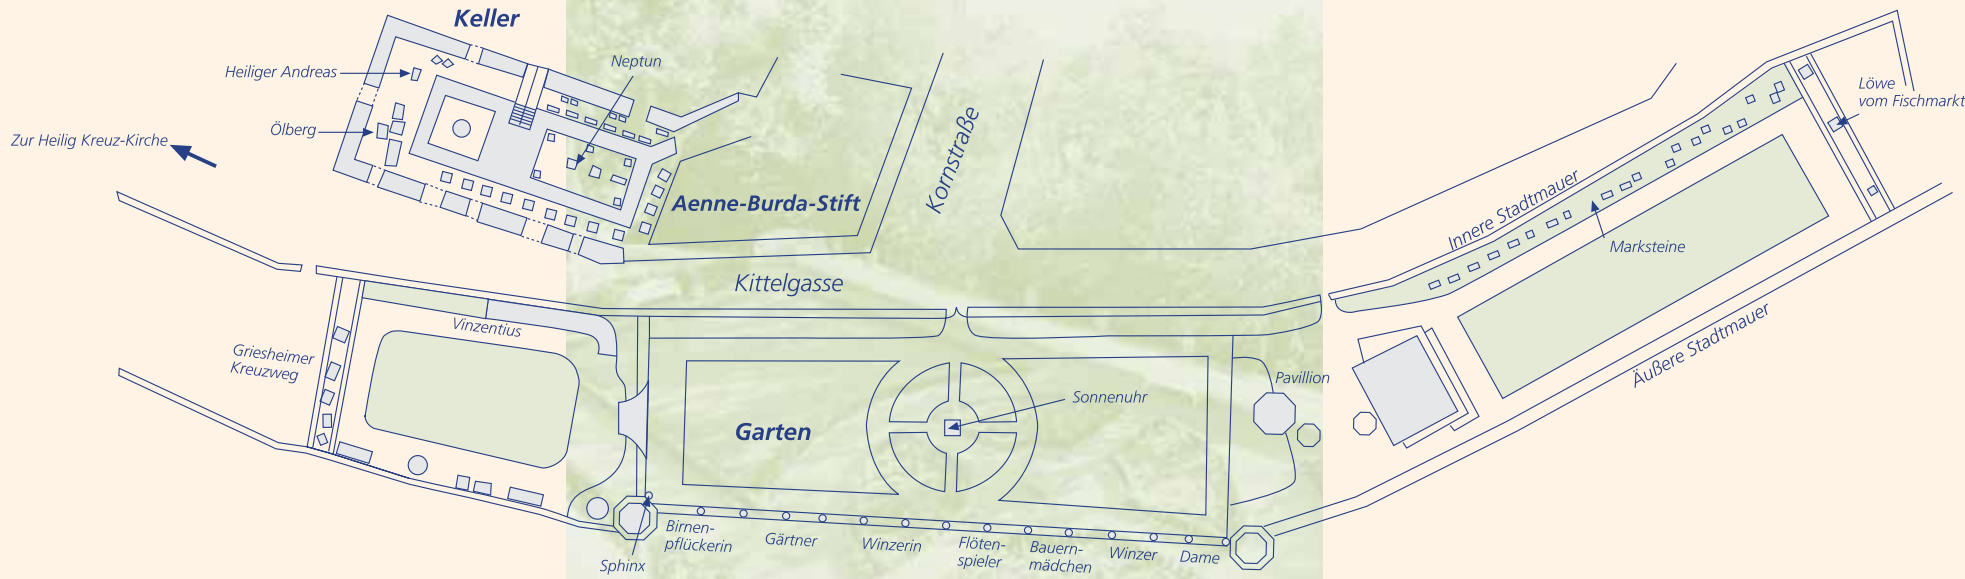 Keller
Heiliger Andreas
Neptun
Ölberg
Zur Heilig Kreuz-Kirche
Aenne-Burda-Stift
Kornstraße
Kittelgasse
Löwe
vom Fischmarkt
Innere Stadtmauer
Marksteine
Äußere Stadtmauer
Vinzentius
Griesheimer
Kreuzweg
Garten
Sonnenuhr
Pavillion
Sphinx
Birnen-
pflückerin
Gärtner
Winzerin
Flöten-
spieler
Bauern-
mädchen
Winzer
Dame